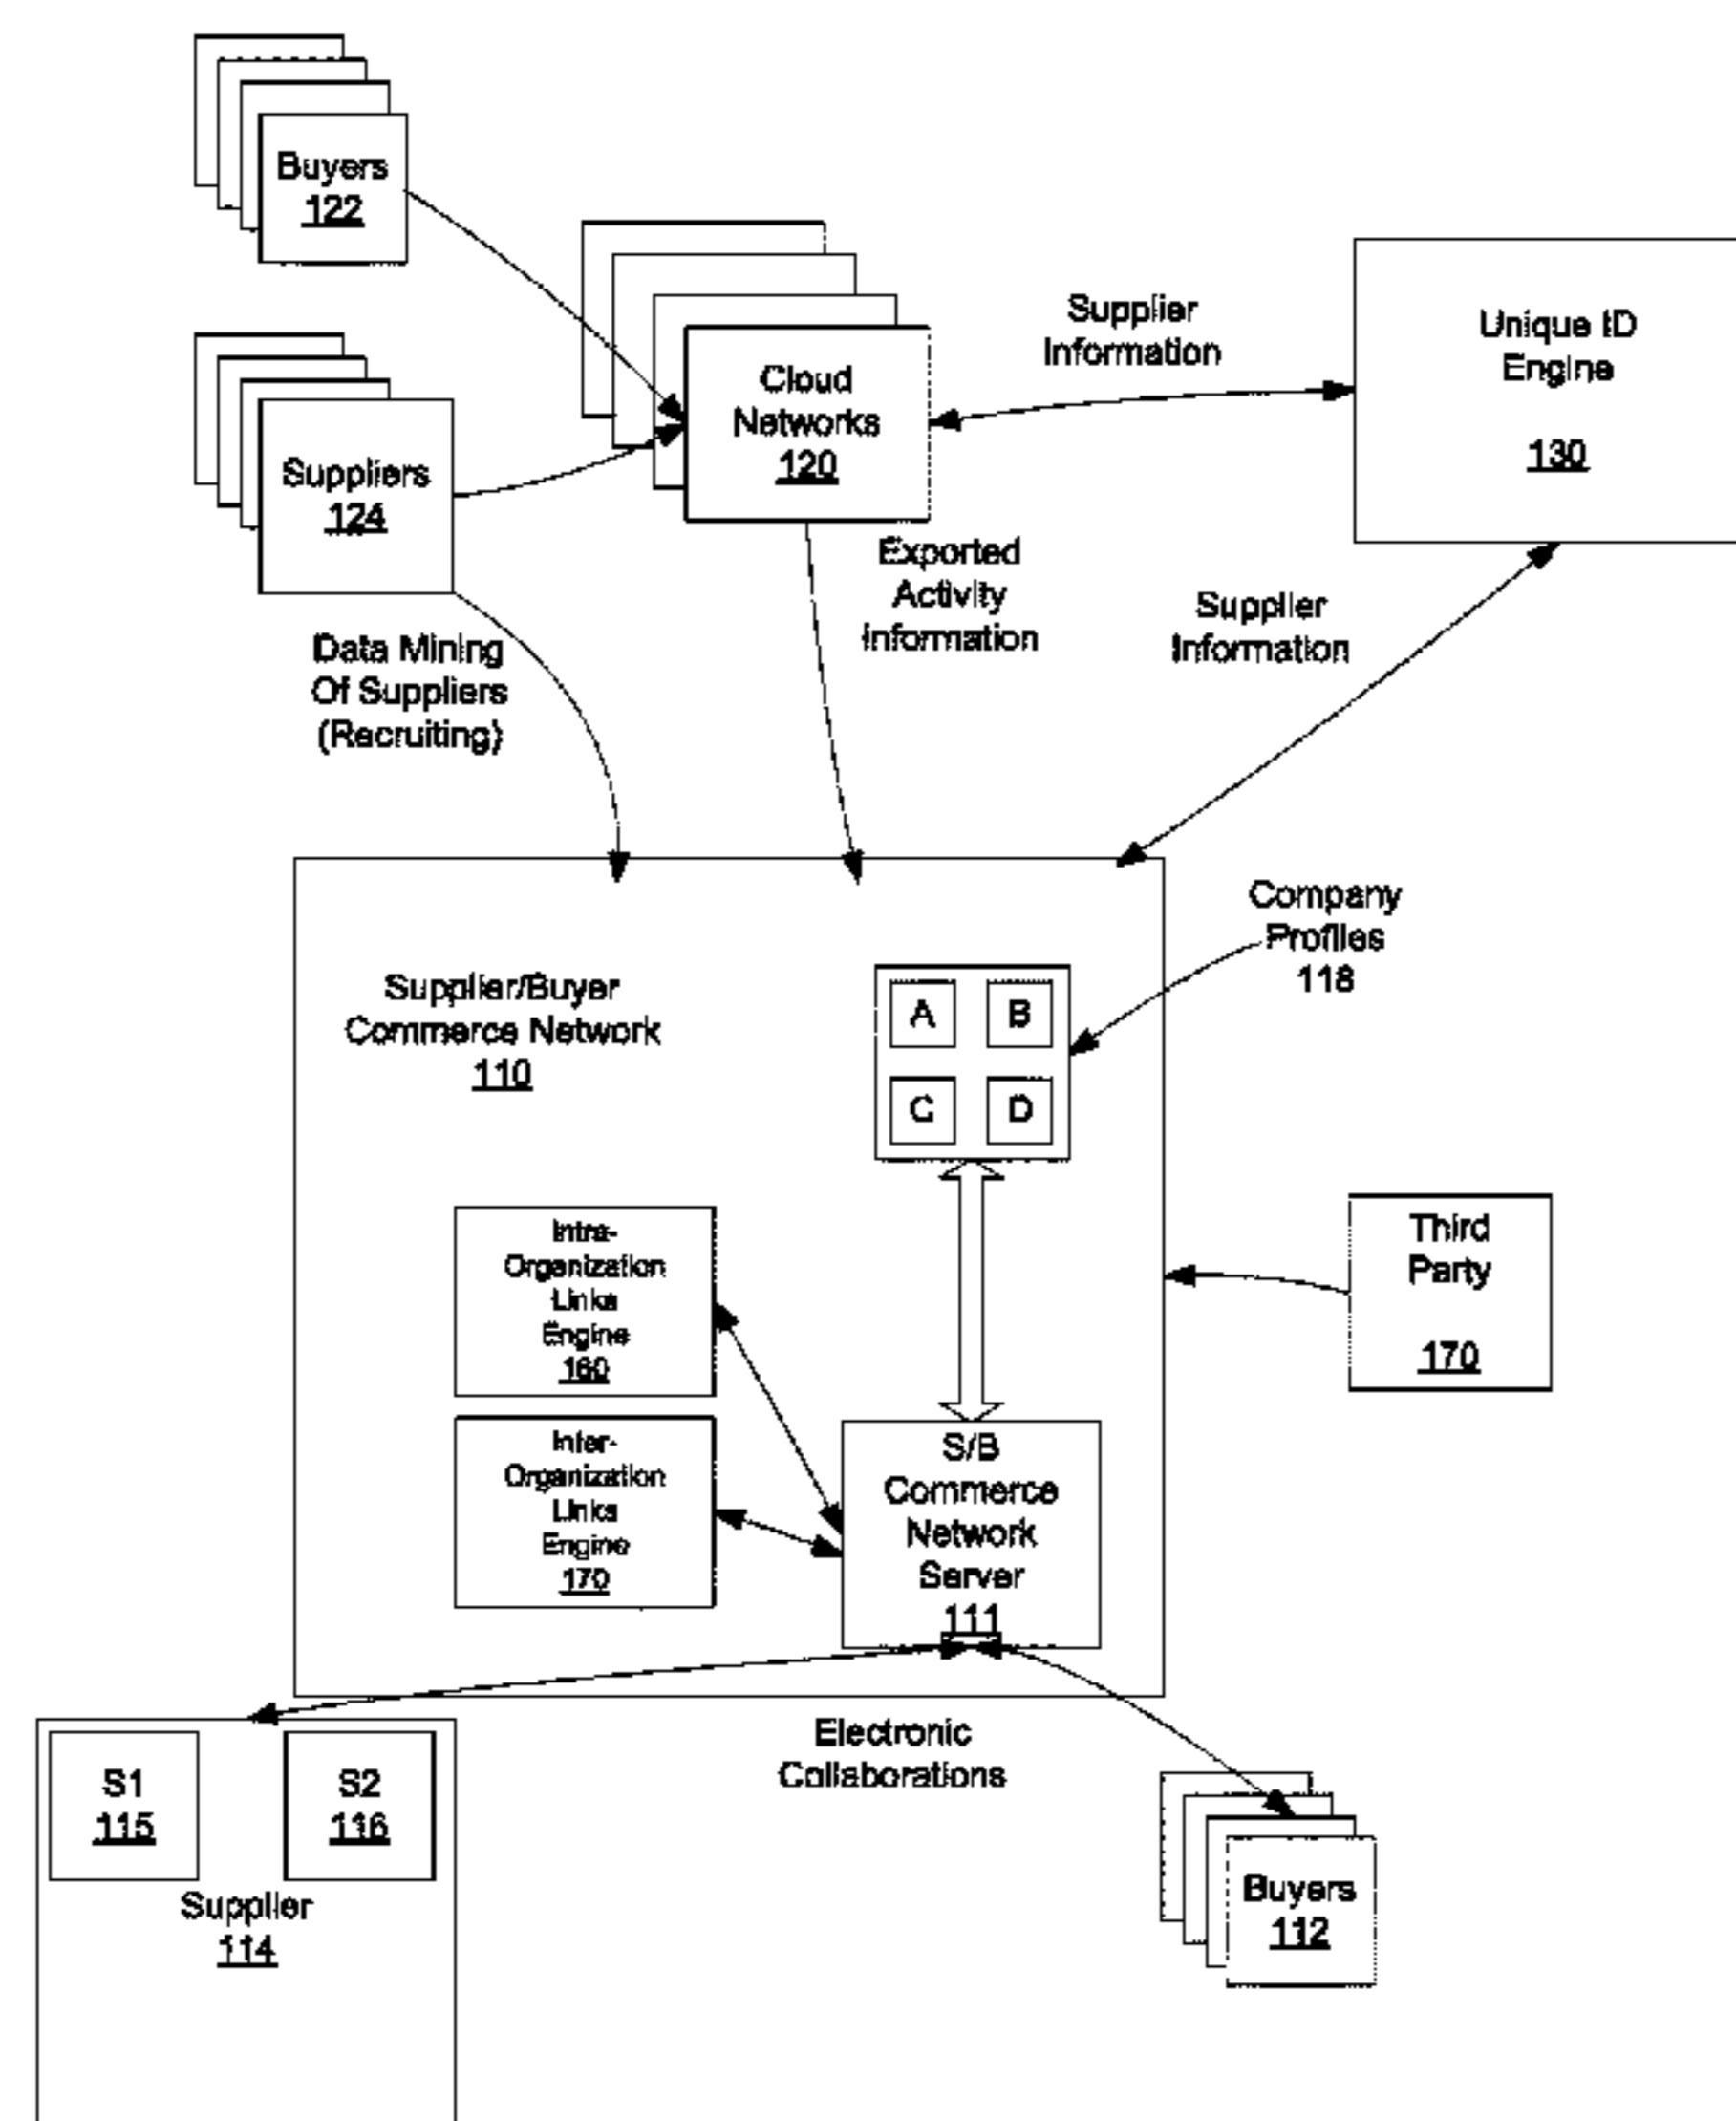 Buyers
122
Suppliers
124
Cloud
Networks
120
Supplier
Information
Unique ID
Engine
130
Exported
Activity
Information
Supplier
Information
Data Mining
Of Suppliers
(Recruiting)
Company
Profiles
118
Supplier/Buyer
Commerce Network
110
A B
C D
Intra-
Organization
Links
Engine
160
Third
Party
170
Inter-
Organization
Links
Engine
170
S/B
Commerce
Network
Server
111
Electronic
Collaborations
S1
115
S2
116
Supplier
114
Buyers
112